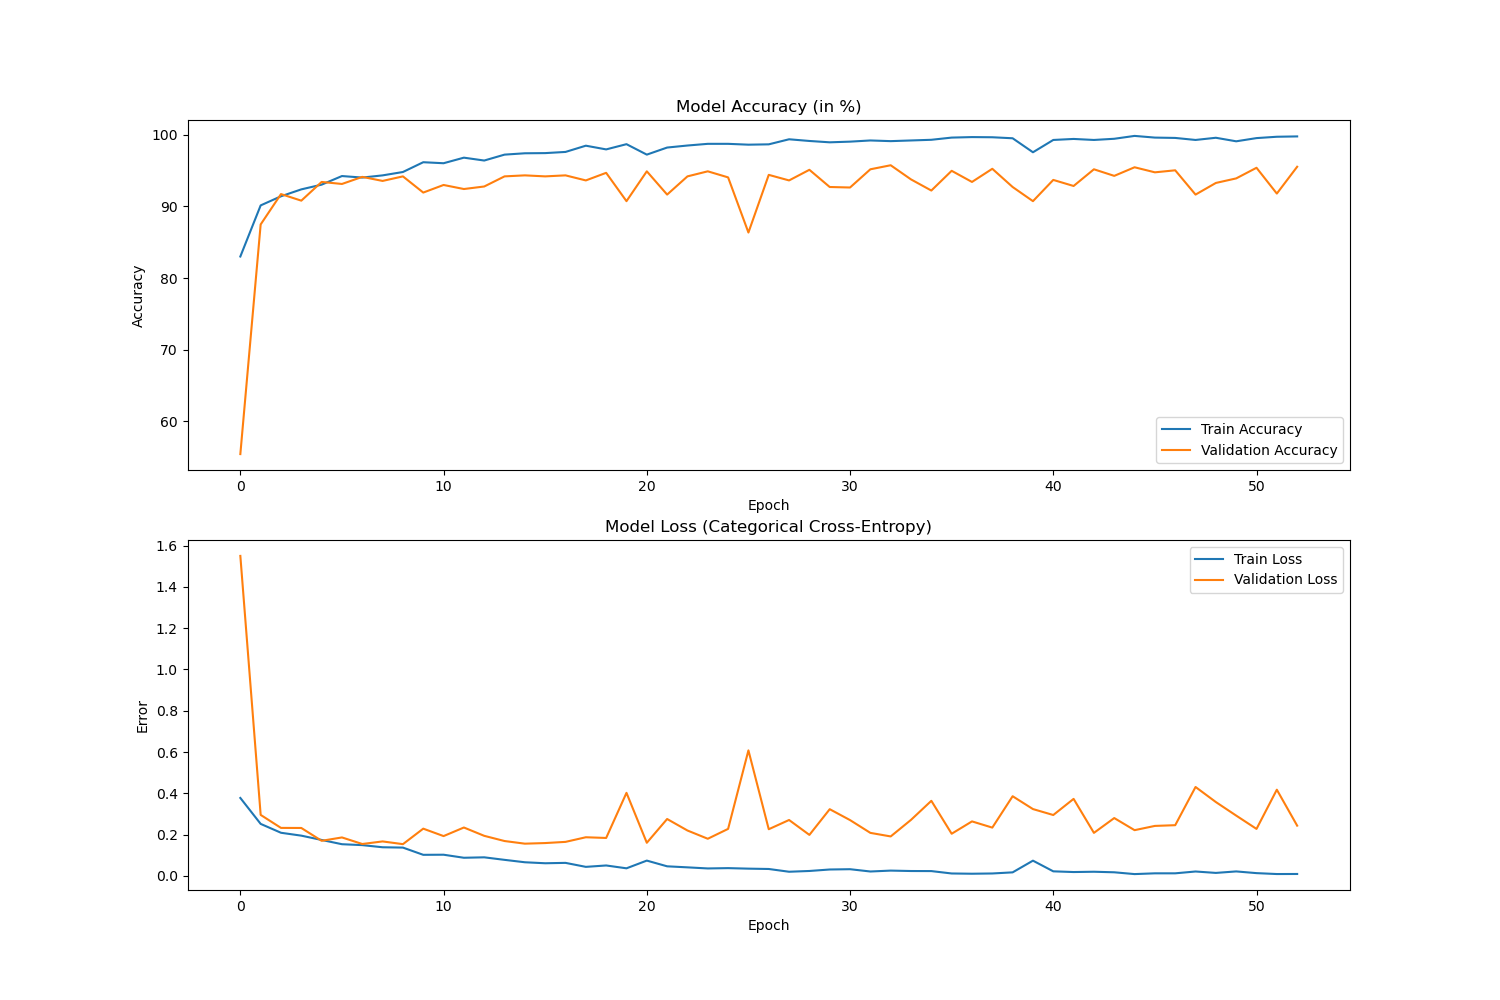 Model Accuracy (in %)
100
90
80
70
60
Accuracy
Train Accuracy
Validation Accuracy
0 10 20 30 40 50
Epoch
Model Loss (Categorical Cross-Entropy)
1.6
1.4
1.2
1.0
0.8
0.6
0.4
0.2
0.0
Error
Train Loss
Validation Loss
0 10 20 30 40 50
Epoch